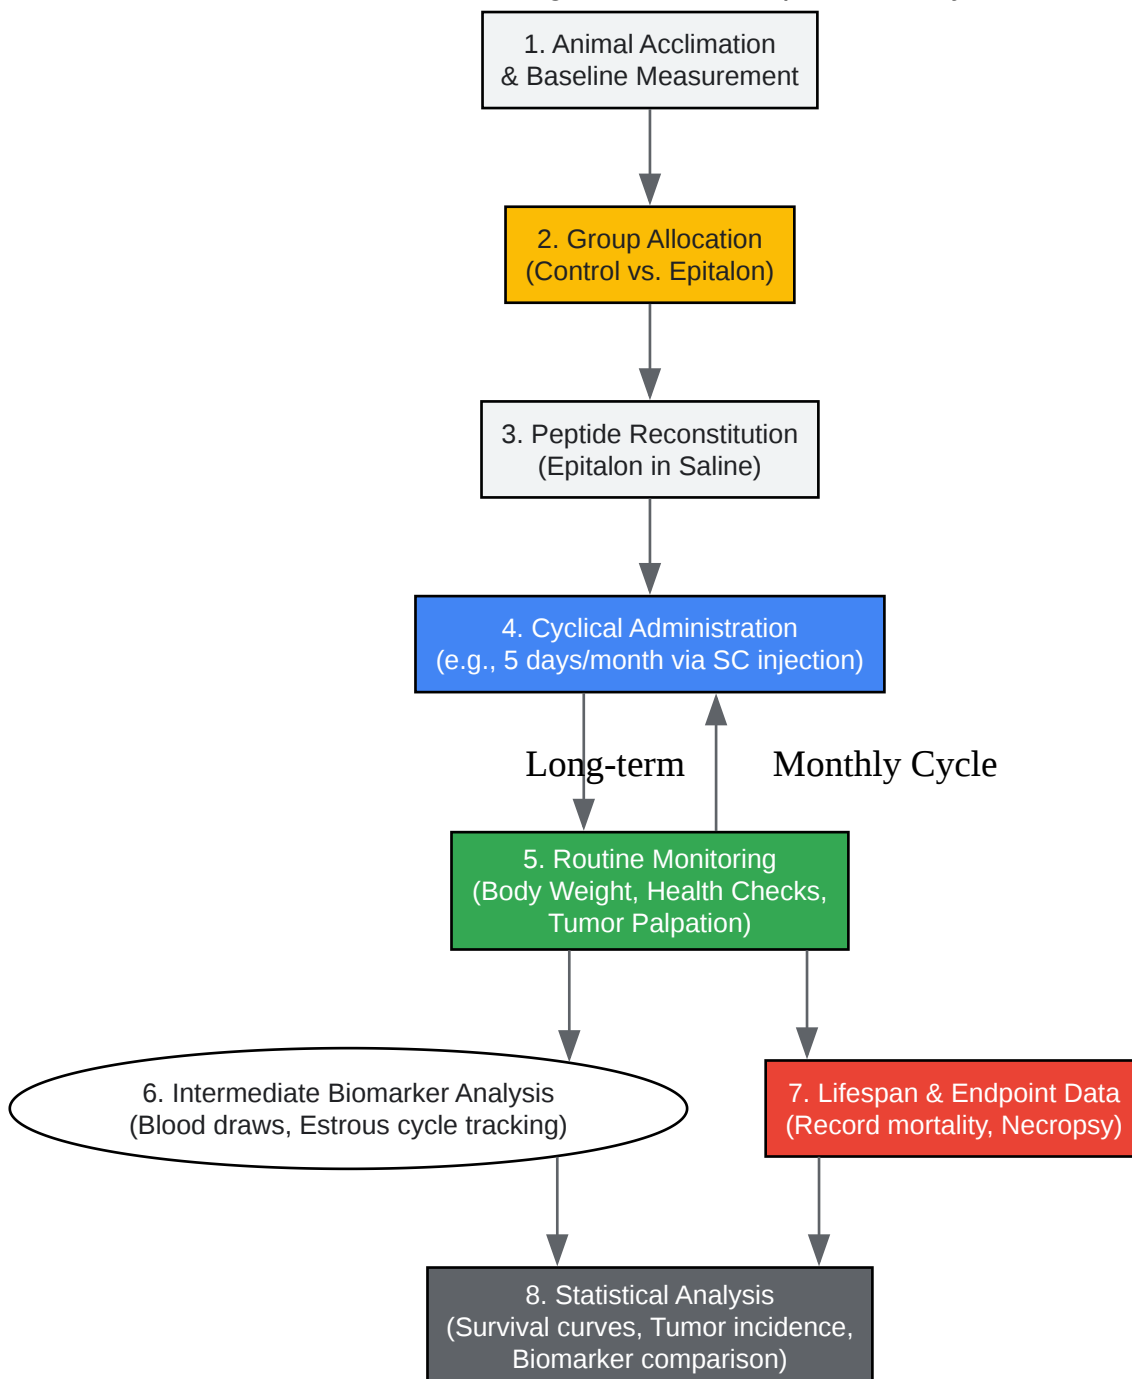 1. Animal Acclimation
& Baseline Measurement
2. Group Allocation
(Control vs. Epitalon)
3. Peptide Reconstitution
(Epitalon in Saline)
4. Cyclical Administration
(e.g., 5 days/month via SC injection)
Long-term
Monthly Cycle
5. Routine Monitoring
(Body Weight, Health Checks,
Tumor Palpation)
6. Intermediate Biomarker Analysis
(Blood draws, Estrous cycle tracking)
7. Lifespan & Endpoint Data
(Record mortality, Necropsy)
8. Statistical Analysis
(Survival curves, Tumor incidence,
Biomarker comparison)